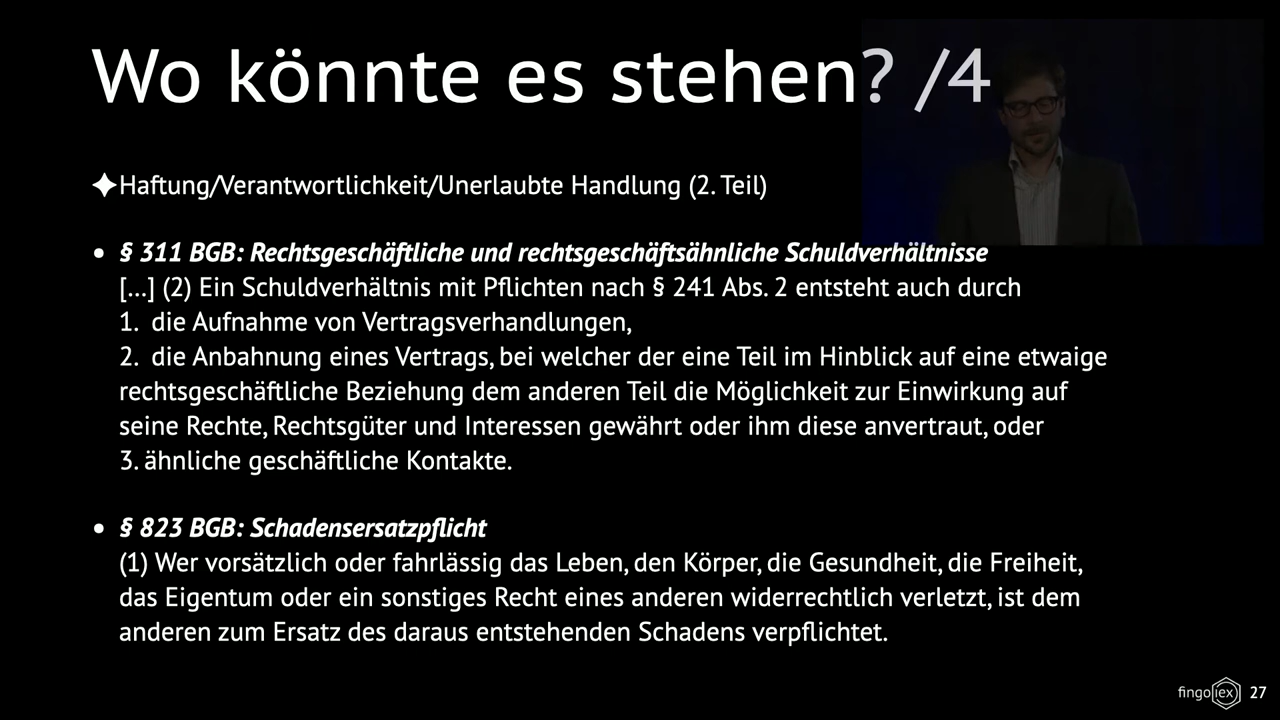 Wo könnte es stehen? /4
✦Haftung/Verantwortlichkeit/Unerlaubte Handlung (2. Teil)
• § 311 BGB: Rechtsgeschäftliche und rechtsgeschäftsähnliche Schuldverhältnisse
[...] (2) Ein Schuldverhältnis mit Pflichten nach § 241 Abs. 2 entsteht auch durch
1. die Aufnahme von Vertragsverhandlungen,
2. die Anbahnung eines Vertrags, bei welcher der eine Teil im Hinblick auf eine etwaige
rechtsgeschäftliche Beziehung dem anderen Teil die Möglichkeit zur Einwirkung auf
seine Rechte, Rechtsgüter und Interessen gewährt oder ihm diese anvertraut, oder
3. ähnliche geschäftliche Kontakte.
• § 823 BGB: Schadensersatzpflicht
(1) Wer vorsätzlich oder fahrlässig das Leben, den Körper, die Gesundheit, die Freiheit,
das Eigentum oder ein sonstiges Recht eines anderen widerrechtlich verletzt, ist dem
anderen zum Ersatz des daraus entstehenden Schadens verpflichtet.
fingolex 27